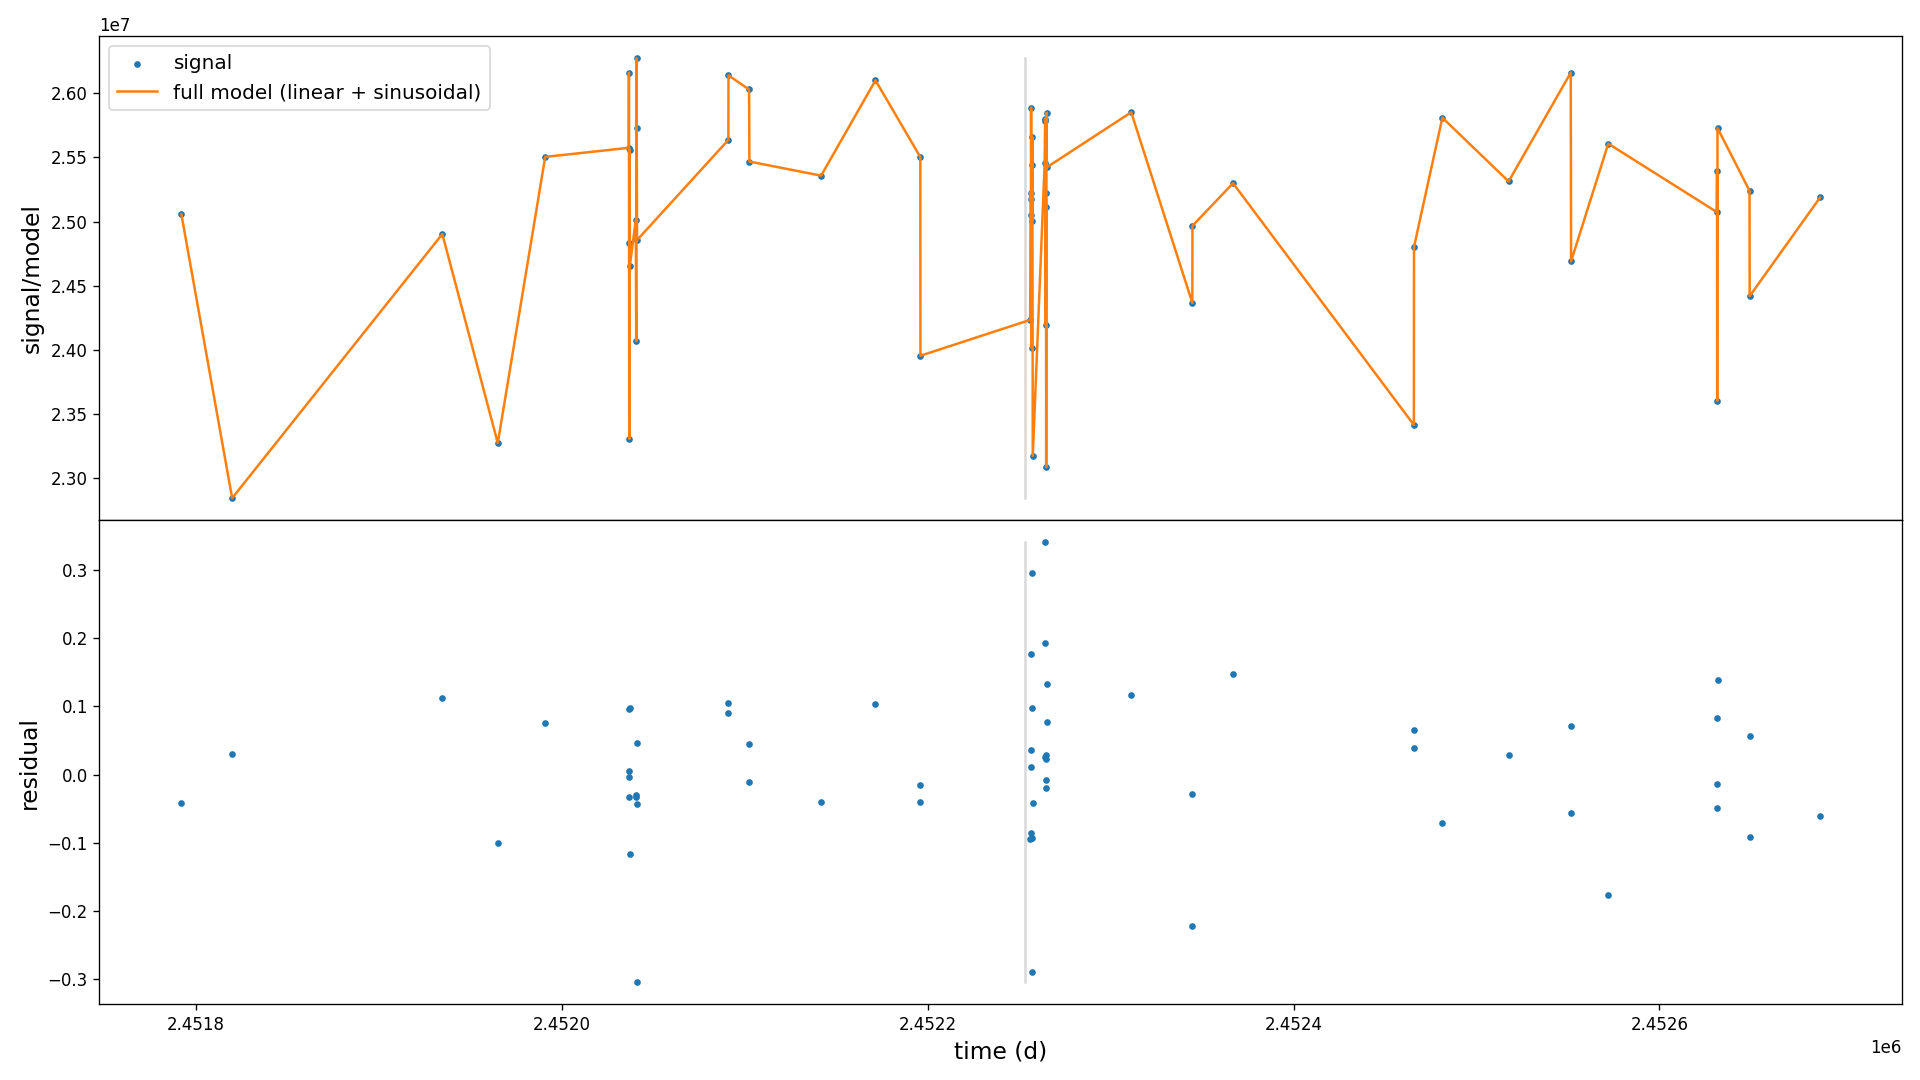 1e7
signal
full model (linear + sinusoidal)
signal/model
2.60
2.55
2.50
2.45
2.40
2.35
2.30
residual
0.3
0.2
0.1
0.0
−0.1
−0.2
−0.3
2.4518
2.4520
2.4522
2.4524
2.4526
time (d)
1e6